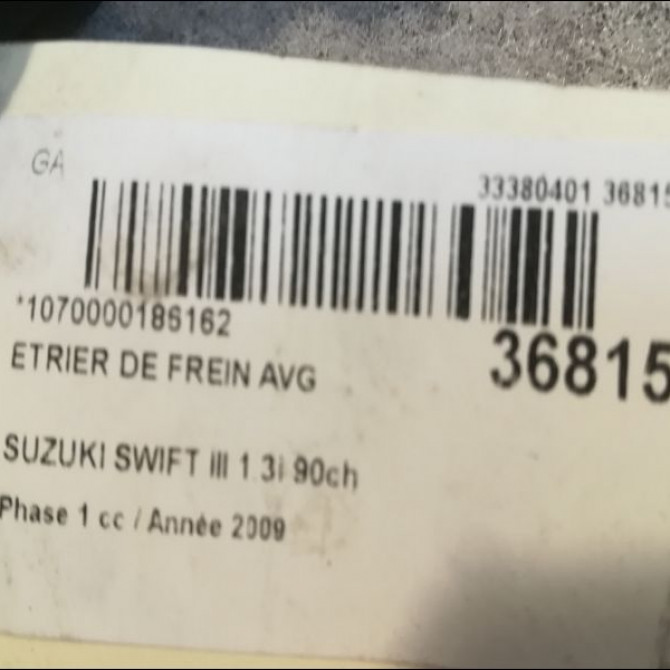 GA
33380401 36815
*1070000186162
36815
ETRIER DE FREIN AVG
SUZUKI SWIFT III 1.3i 90ch
Phase 1 cc / Année 2009